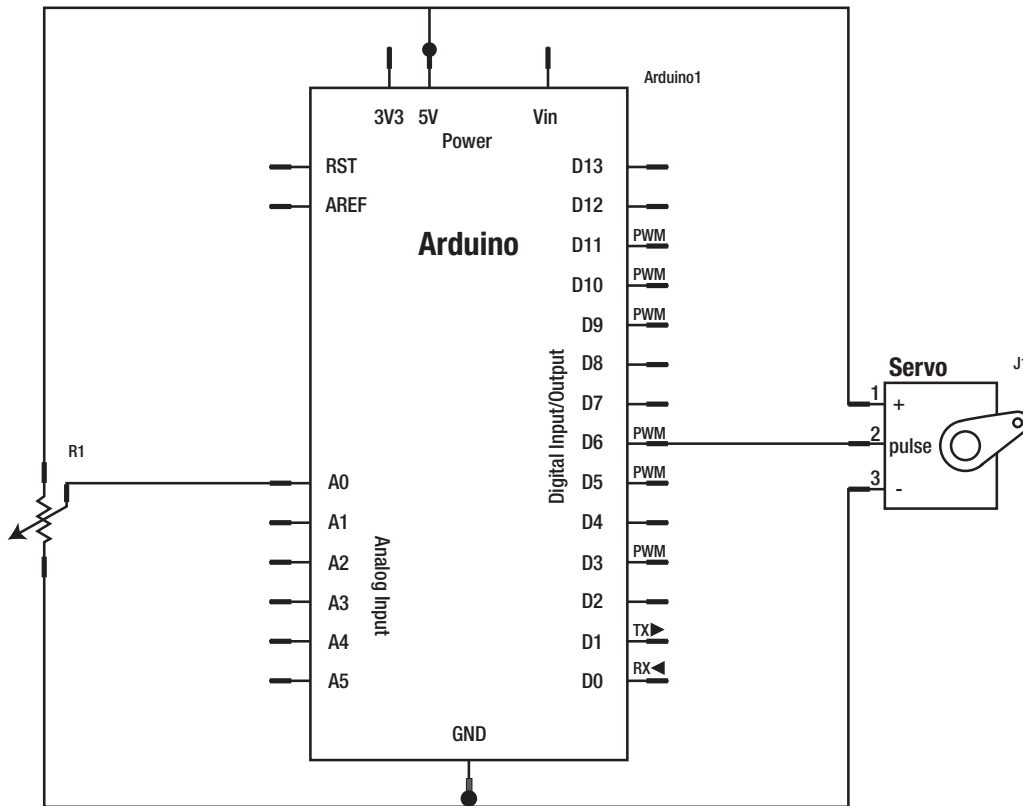 Arduino1
3V3 5V Vin
Power
RST D13
AREF D12
Arduino
PWM
D11
PWM
D10
PWM
D9
D8
D7
PWM
D6
PWM
D5
D4
PWM
D3
D2
TX
D1
RX
D0
Digital Input/Output
R1
A0
A1
A2
A3
A4
A5
Analog Input
GND
Servo
J1
1 +
2 pulse
3 -